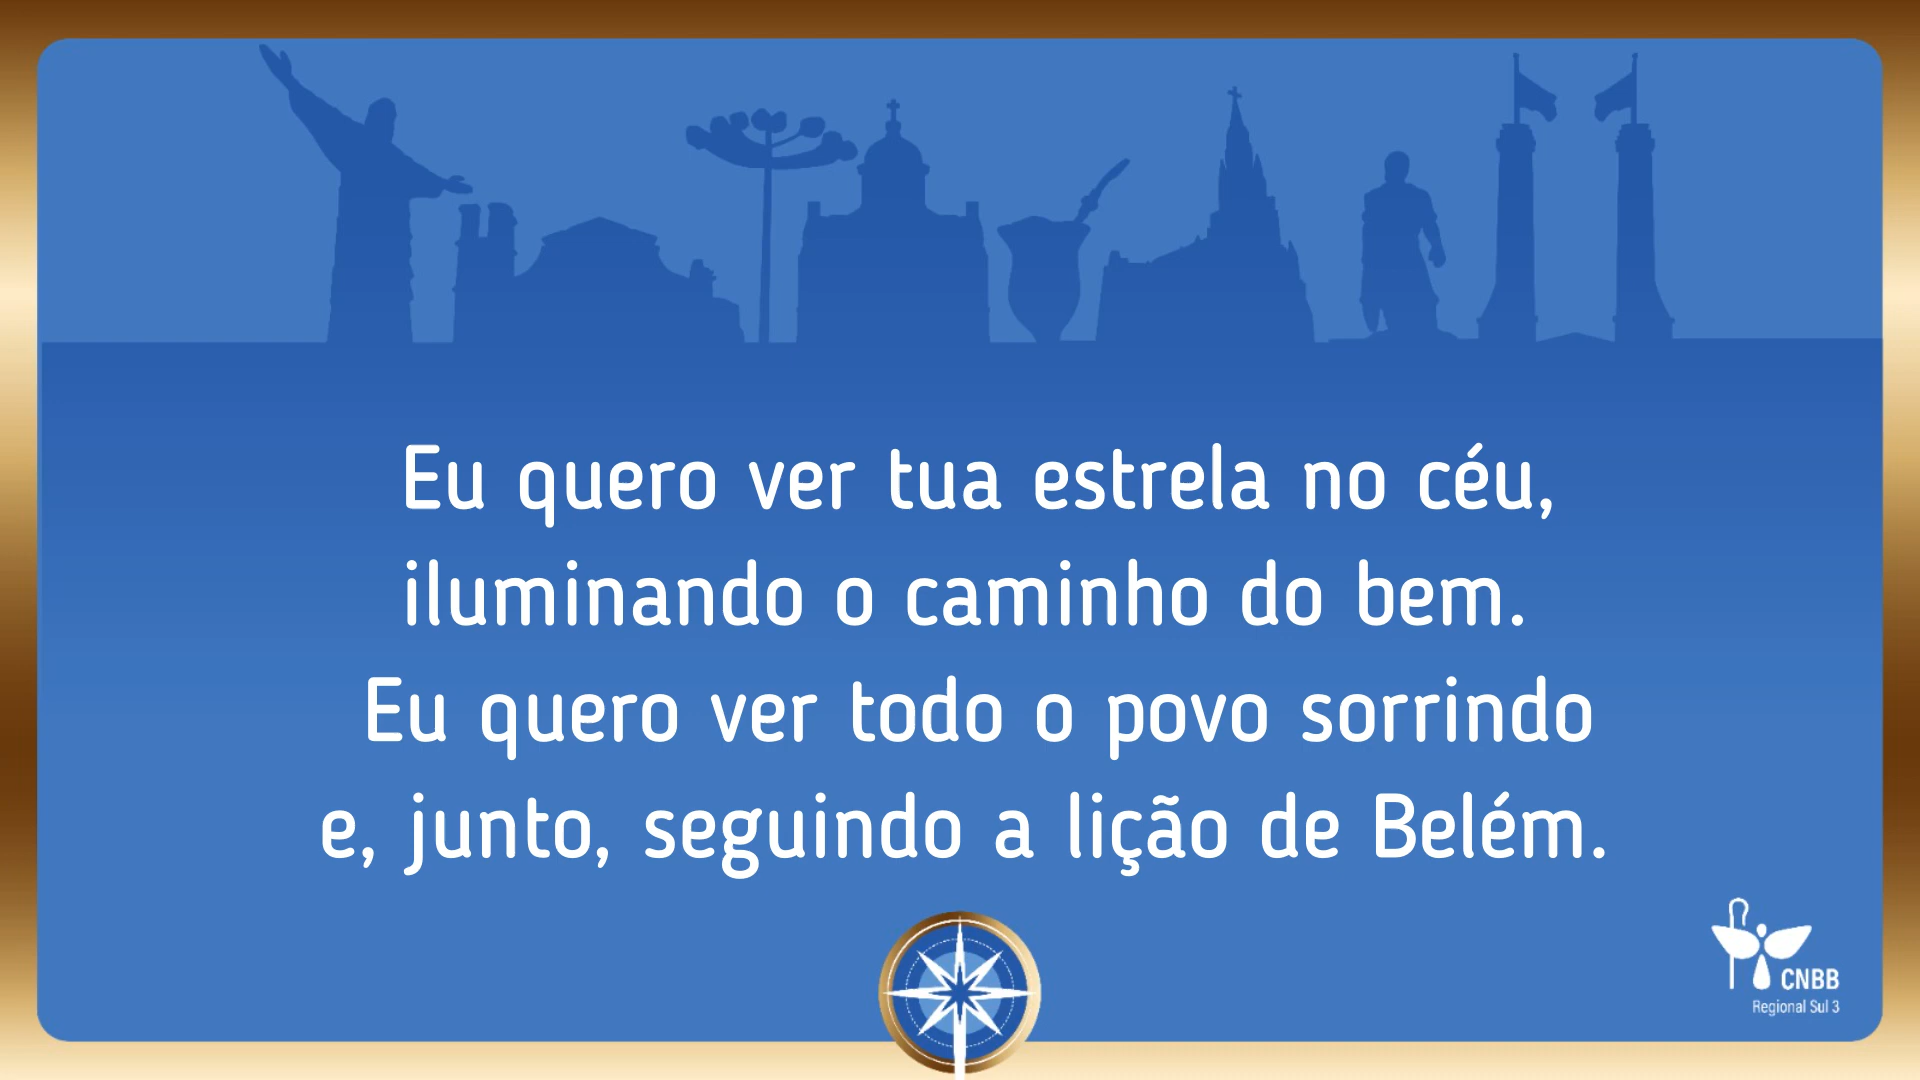 Eu quero ver tua estrela no céu,
iluminando o caminho do bem.
Eu quero ver todo o povo sorrindo
e, junto, seguindo a lição de Belém.
CNBB
Regional Sul 3